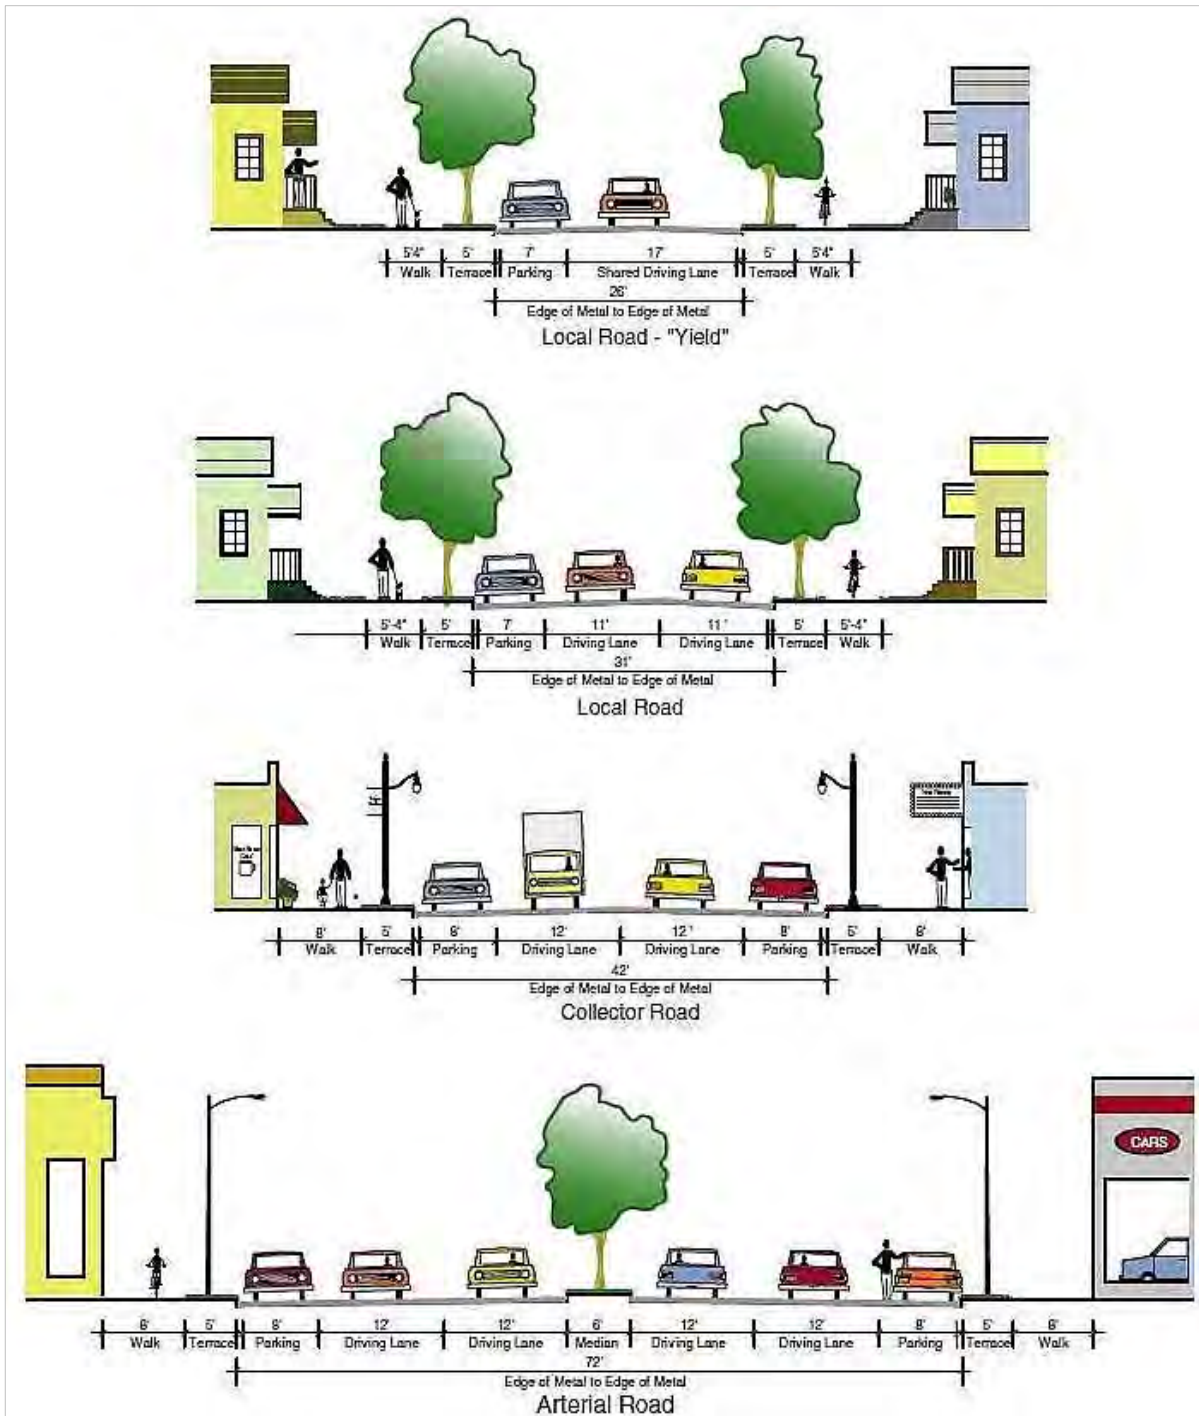 5'4" 5' 7' 17' 5' 5'4"
Walk Terrace Parking Shared Driving Lane Terrace Walk
26'
Edge of Metal to Edge of Metal
Local Road - "Yield"
5'-4" 5' 7' 11' 11' 5' 5'-4"
Walk Terrace Parking Driving Lane Driving Lane Terrace Walk
31'
Edge of Metal to Edge of Metal
Local Road
8' 5' 8' 12' 12' 8' 5' 8'
Walk Terrace Parking Driving Lane Driving Lane Parking Terrace Walk
42'
Edge of Metal to Edge of Metal
Collector Road
CARS
8' 5' 8' 12' 12' 6' 12' 12' 8' 5' 8'
Walk Terrace Parking Driving Lane Driving Lane Median Driving Lane Driving Lane Parking Terrace Walk
72'
Edge of Metal to Edge of Metal
Arterial Road